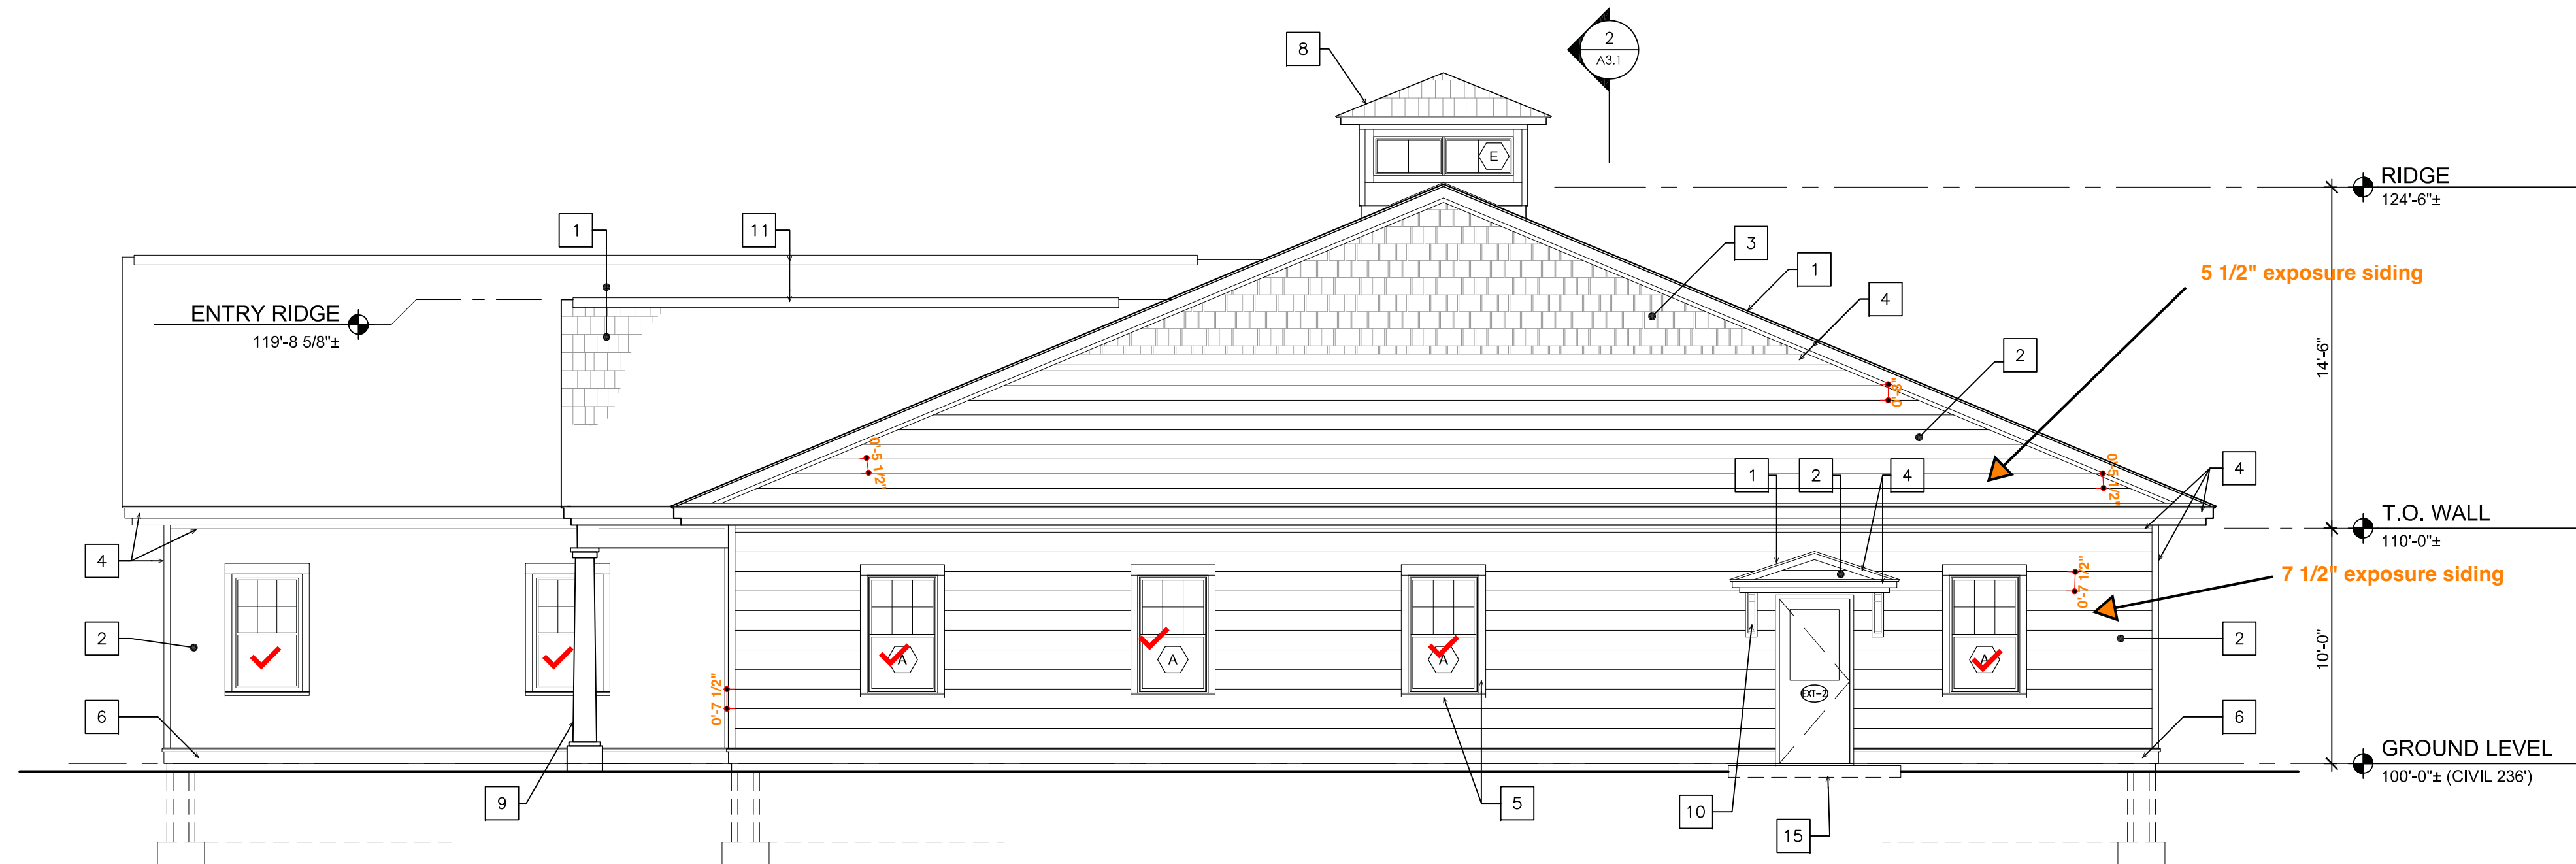 2
A3.1
8
E
RIDGE
124'-6"±
1
11
3
1
4
5 1/2" exposure siding
ENTRY RIDGE
119'-8 5/8"±
2
14'-6"
0'-8"
0'-5 1/2"
0'-5 1/2"
1
2
4
4
T.O. WALL
110'-0"±
4
7 1/2" exposure siding
0'-7 1/2"
2
A
A
A
A
2
10'-0"
EXT-2
0'-7 1/2"
6
6
GROUND LEVEL
100'-0"± (CIVIL 236')
9
5
10
15